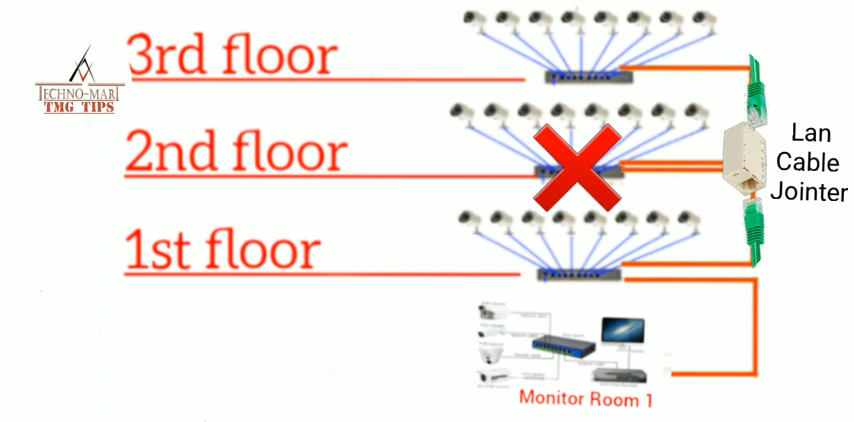 3rd floor
TECHNO-MART
TMG TIPS
2nd floor
Lan
Cable
Jointer
1st floor
Monitor Room 1